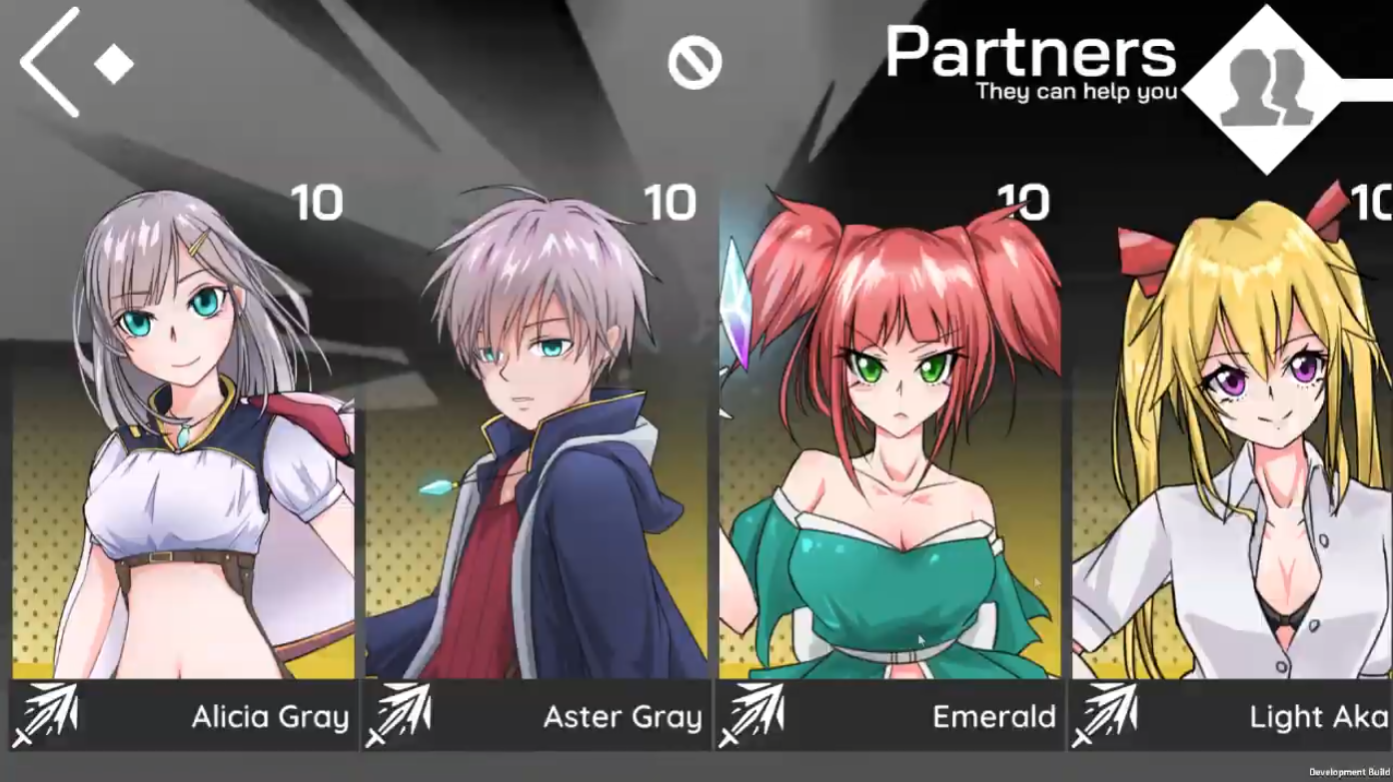 Partners
They can help you
10
10
10
10
Alicia Gray
Aster Gray
Emerald
Light Aka
Development Build